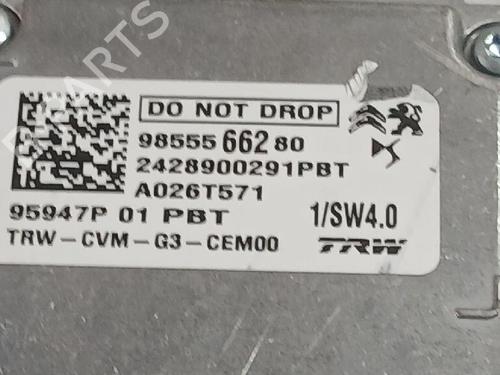 PARTS
DO NOT DROP
98555 662 80
2428900291PBT
A026T571
95947P 01 PBT 1/SW4.0
TRW-CVM-G3-CEM00 TRW